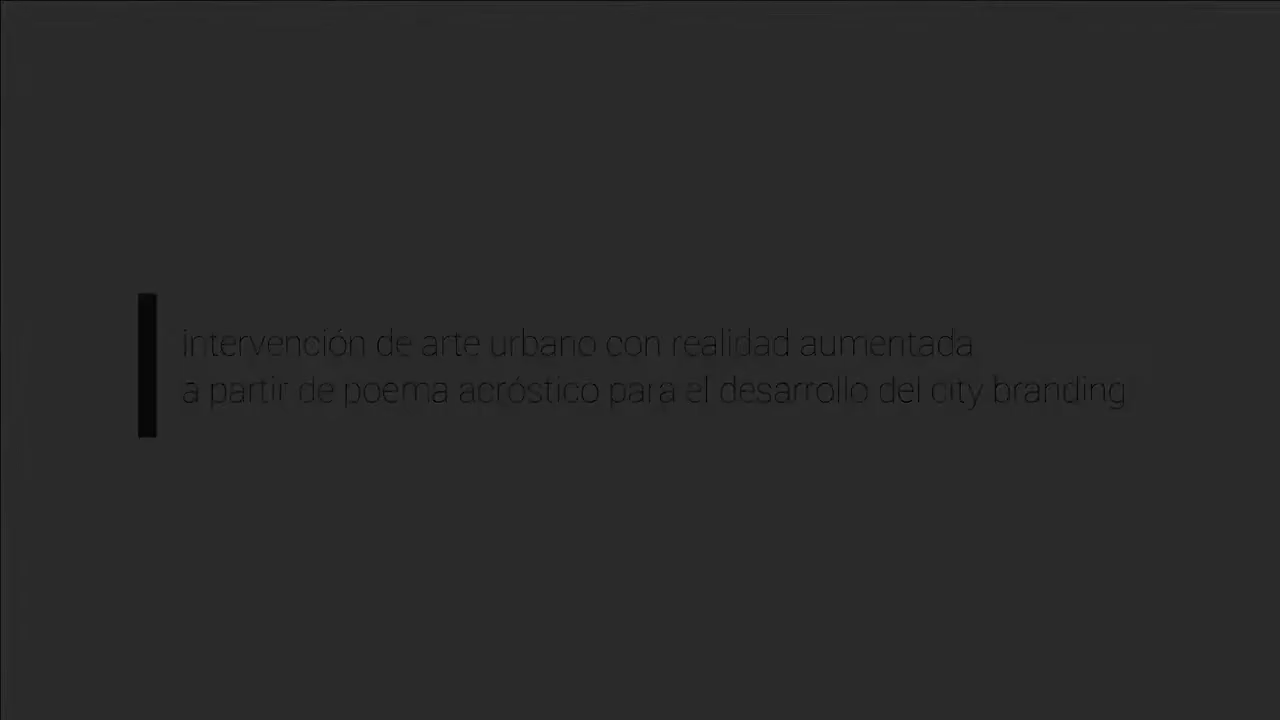 intervención de arte urbano con realidad aumentada
a partir de poema acróstico para el desarrollo del city branding